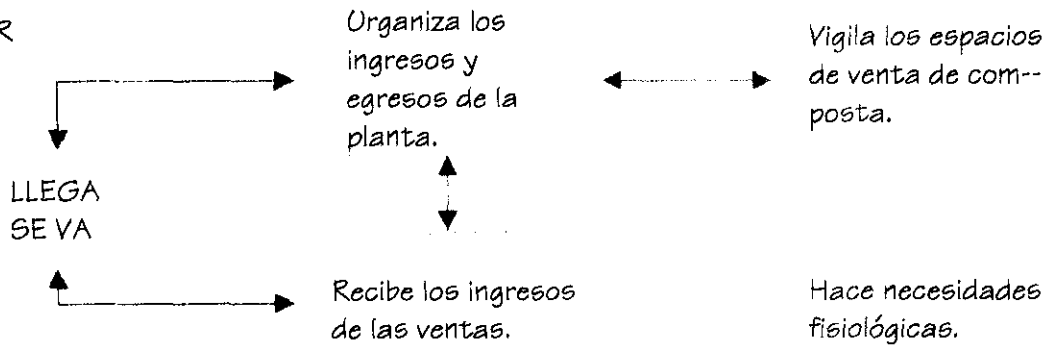 R
Organiza los
ingresos y
egresos de la
planta.
Vigila los espacios
de venta de com--
posta.
LLEGA
SE VA
Recibe los ingresos
de las ventas.
Hace necesidades
fisiológicas.